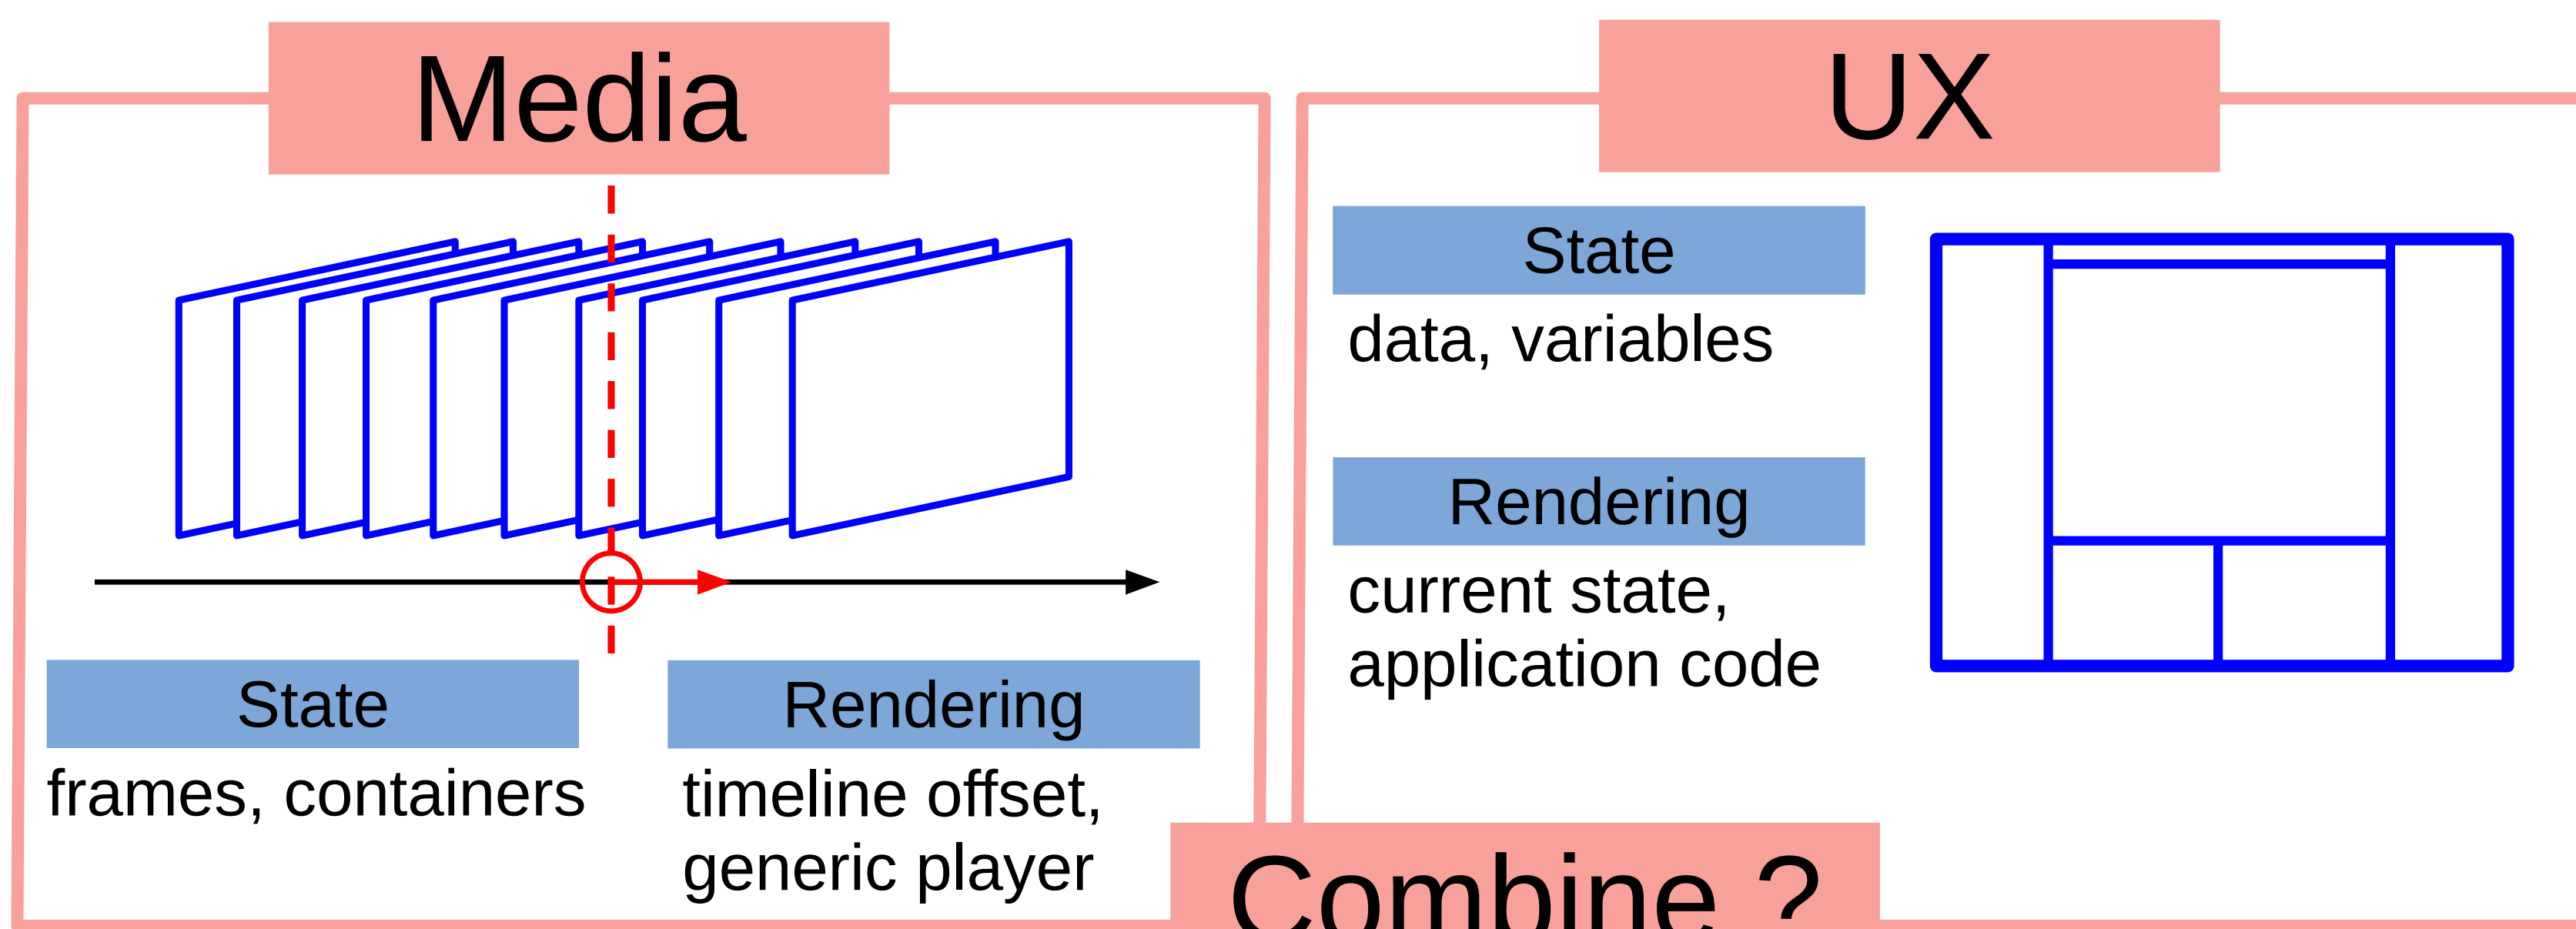 Media
State
frames, containers
Rendering
timeline offset,
generic player
UX
State
data, variables
Rendering
current state,
application code
Combine ?